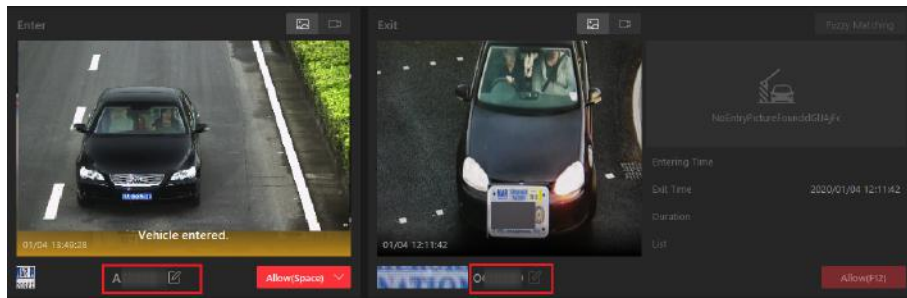 Enter
Exit
Fuzzy Matching
NoEntryPictureFound
Entering Time
Exit Time 2020/01/04 12:11:42
Duration
List
Vehicle entered.
01/04 13:40:28
01/04 12:11:42
A
Allow(Space)
Allow(F12)